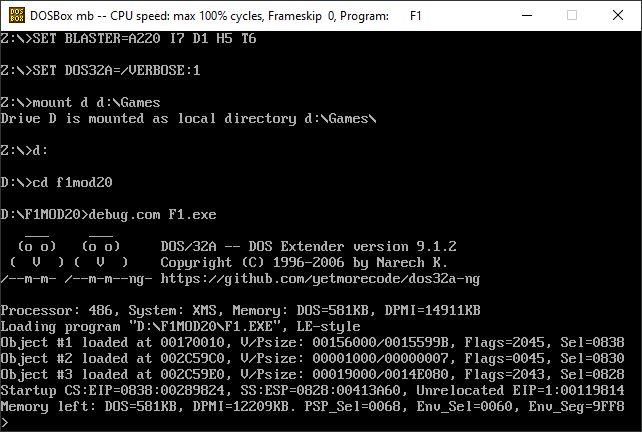 DOSBox mb -- CPU speed: max 100% cycles, Frameskip 0, Program: F1
Z:\>SET BLASTER=A220 I7 D1 H5 T6
Z:\>SET DOS32A=/VERBOSE:1
Z:\>mount d d:\Games
Drive D is mounted as local directory d:\Games\
Z:\>d:
D:\>cd f1mod20
D:\F1MOD20>debug.com F1.exe
  ___    ___
 (o o)  (o o)    DOS/32A -- DOS Extender version 9.1.2
(  V  ) (  V  )    Copyright (C) 1996-2006 by Narech K.
/--m-m- /--m-m--ng- https://github.com/yetmorecode/dos32a-ng
Processor: 486, System: XMS, Memory: DOS=581KB, DPMI=14911KB
Loading program "D:\F1MOD20\F1.EXE", LE-style
Object #1 loaded at 00170010, V/Psize: 00156000/0015599B, Flags=2045, Sel=0838
Object #2 loaded at 002C59C0, V/Psize: 00001000/00000007, Flags=0045, Sel=0830
Object #3 loaded at 002C59E0, V/Psize: 00019000/0014E080, Flags=2043, Sel=0828
Startup CS:EIP=0838:00289824, SS:ESP=0828:00413A60, Unrelocated EIP=1:00119814
Memory left: DOS=581KB, DPMI=12209KB. PSP_Sel=0068, Env_Sel=0060, Env_Seg=9FF8
>